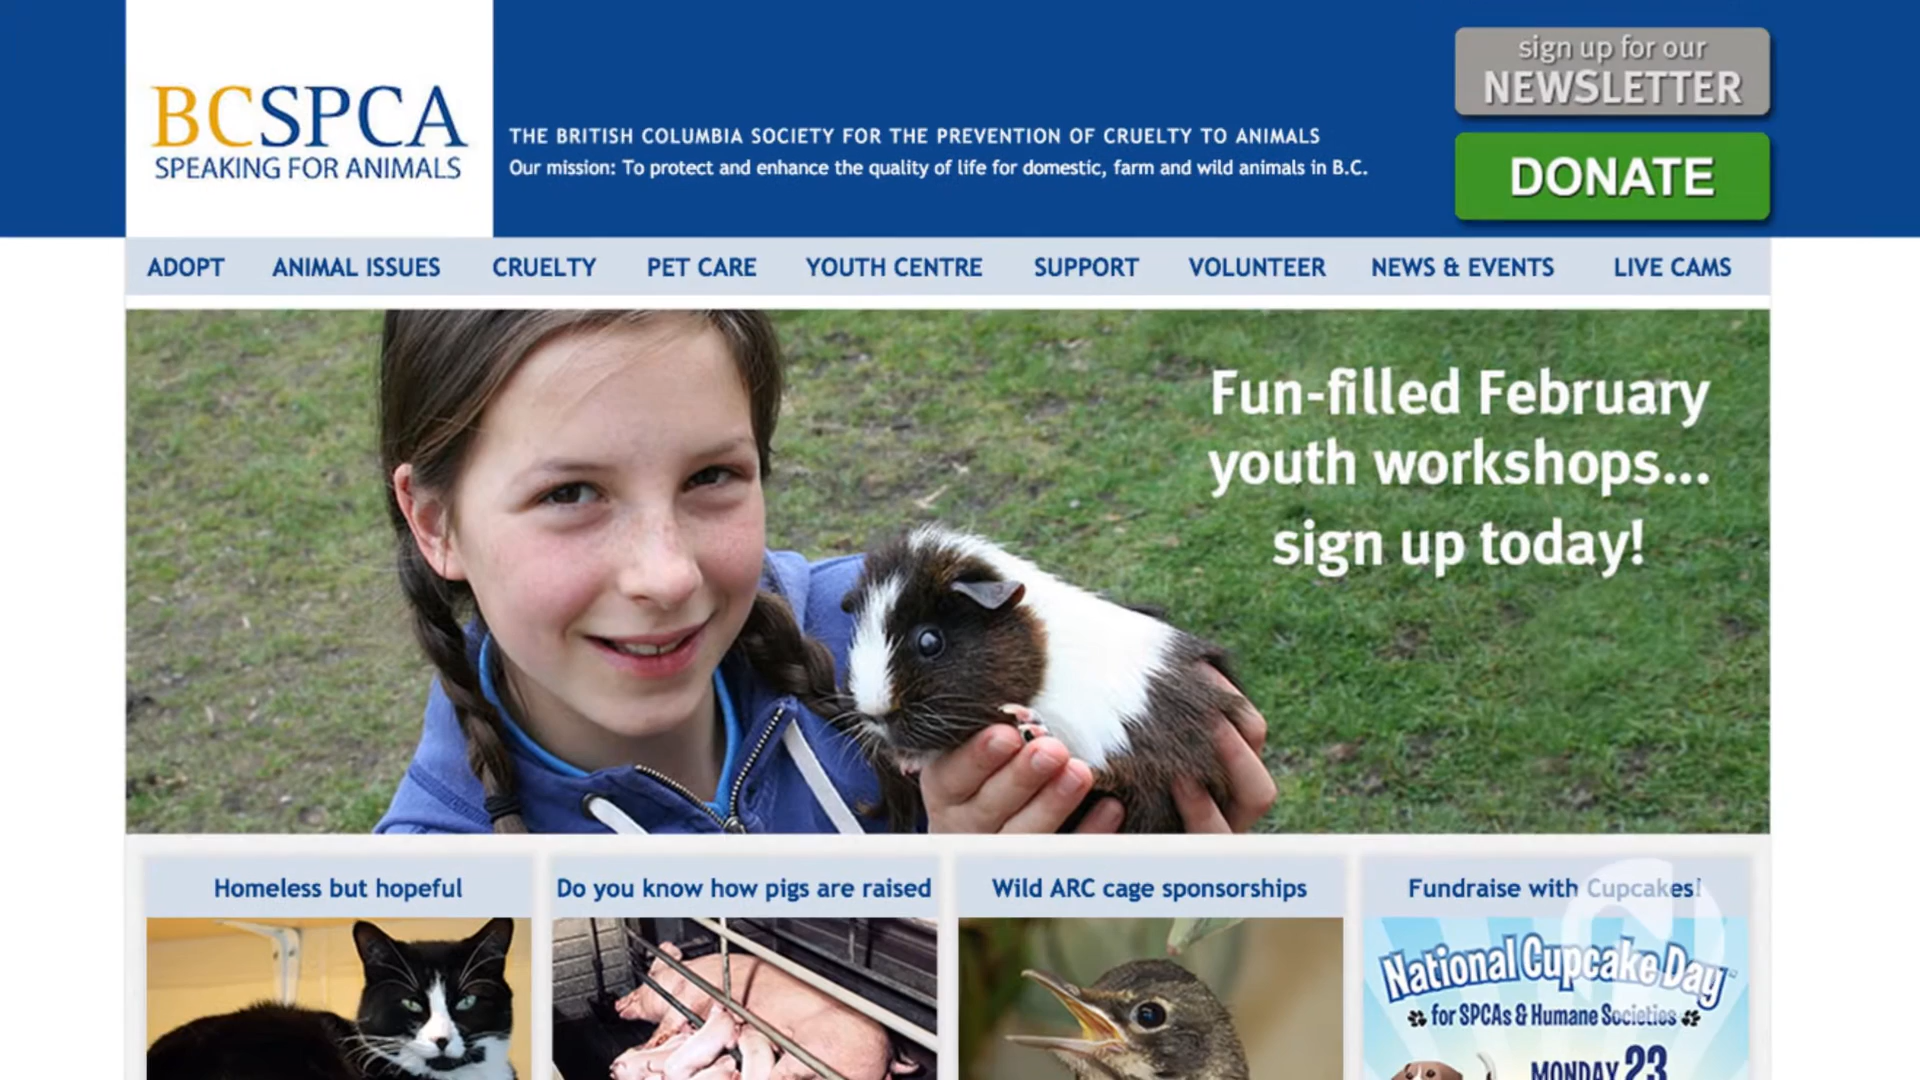 BCSPCA
SPEAKING FOR ANIMALS
THE BRITISH COLUMBIA SOCIETY FOR THE PREVENTION OF CRUELTY TO ANIMALS
Our mission: To protect and enhance the quality of life for domestic, farm and wild animals in B.C.
sign up for our
NEWSLETTER
DONATE
ADOPT ANIMAL ISSUES CRUELTY PET CARE YOUTH CENTRE SUPPORT VOLUNTEER NEWS & EVENTS LIVE CAMS
Fun-filled February
youth workshops...
sign up today!
Homeless but hopeful
Do you know how pigs are raised
Wild ARC cage sponsorships
Fundraise with Cupcakes!
National Cupcake Day
for SPCAs & Humane Societies
MONDAY 23